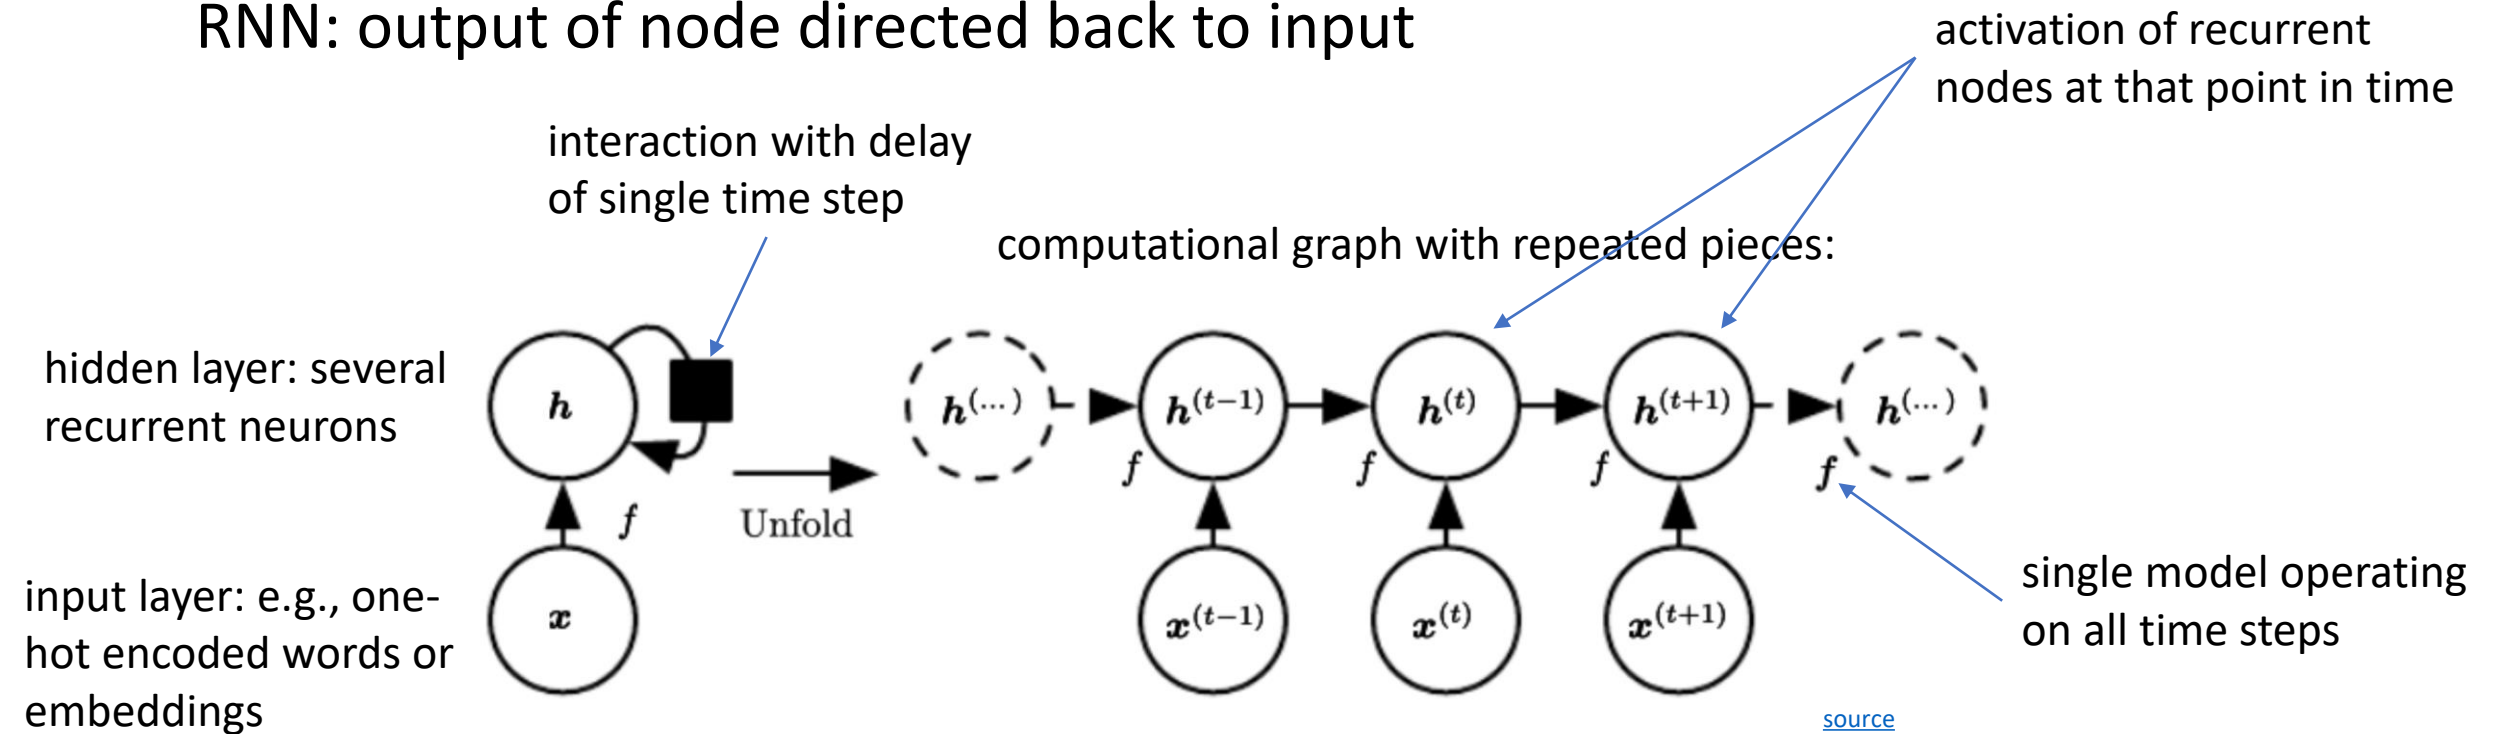 RNN: output of node directed back to input
activation of recurrent
nodes at that point in time
interaction with delay
of single time step
computational graph with repeated pieces:
hidden layer: several
recurrent neurons
h
h(...)
h(t−1)
h(t)
h(t+1)
h(...)
f
f
f
f
f
Unfold
input layer: e.g., one-
hot encoded words or
embeddings
x
x(t−1)
x(t)
x(t+1)
single model operating
on all time steps
source